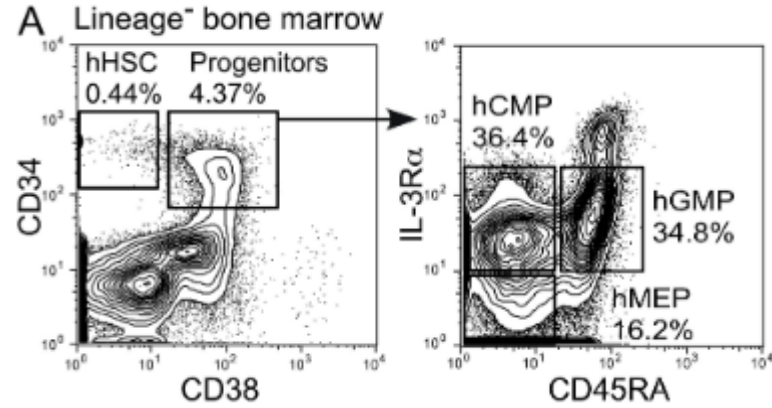 A Lineage⁻ bone marrow
hHSC
0.44%
Progenitors
4.37%
CD34
10⁴
10³
10²
10¹
10⁰
10⁰ 10¹ 10² 10³ 10⁴
CD38
hCMP
36.4%
hGMP
34.8%
hMEP
16.2%
IL-3Rα
10⁴
10³
10²
10¹
10⁰
10⁰ 10¹ 10² 10³ 10⁴
CD45RA